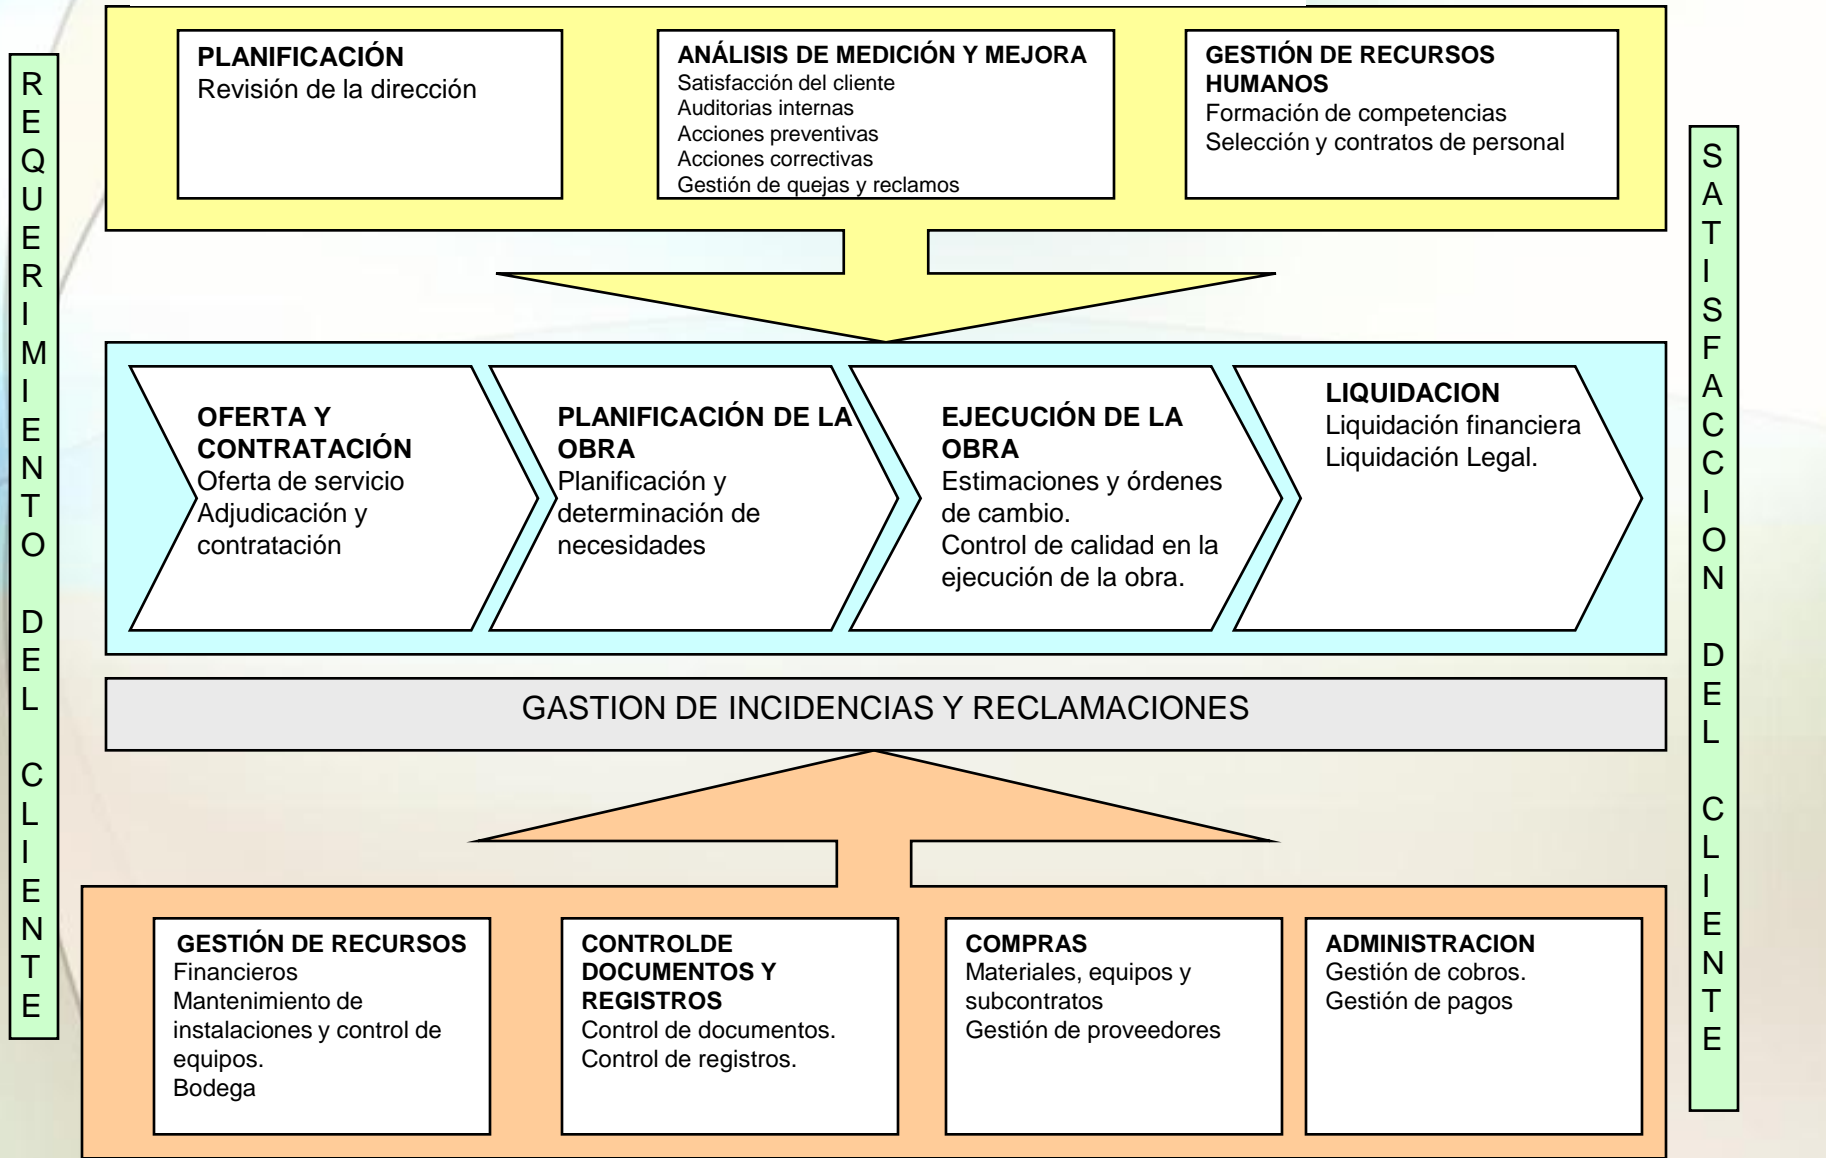 REQUERIMIENTO DEL CLIENTE
PLANIFICACIÓN
Revisión de la dirección
ANÁLISIS DE MEDICIÓN Y MEJORA
Satisfacción del cliente
Auditorias internas
Acciones preventivas
Acciones correctivas
Gestión de quejas y reclamos
GESTIÓN DE RECURSOS
HUMANOS
Formación de competencias
Selección y contratos de personal
OFERTA Y
CONTRATACIÓN
Oferta de servicio
Adjudicación y
contratación
PLANIFICACIÓN DE LA
OBRA
Planificación y
determinación de
necesidades
EJECUCIÓN DE LA
OBRA
Estimaciones y órdenes
de cambio.
Control de calidad en la
ejecución de la obra.
LIQUIDACION
Liquidación financiera
Liquidación Legal.
GASTION DE INCIDENCIAS Y RECLAMACIONES
GESTIÓN DE RECURSOS
Financieros
Mantenimiento de
instalaciones y control de
equipos.
Bodega
CONTROLDE
DOCUMENTOS Y
REGISTROS
Control de documentos.
Control de registros.
COMPRAS
Materiales, equipos y
subcontratos
Gestión de proveedores
ADMINISTRACION
Gestión de cobros.
Gestión de pagos
SATISFACCION DEL CLIENTE